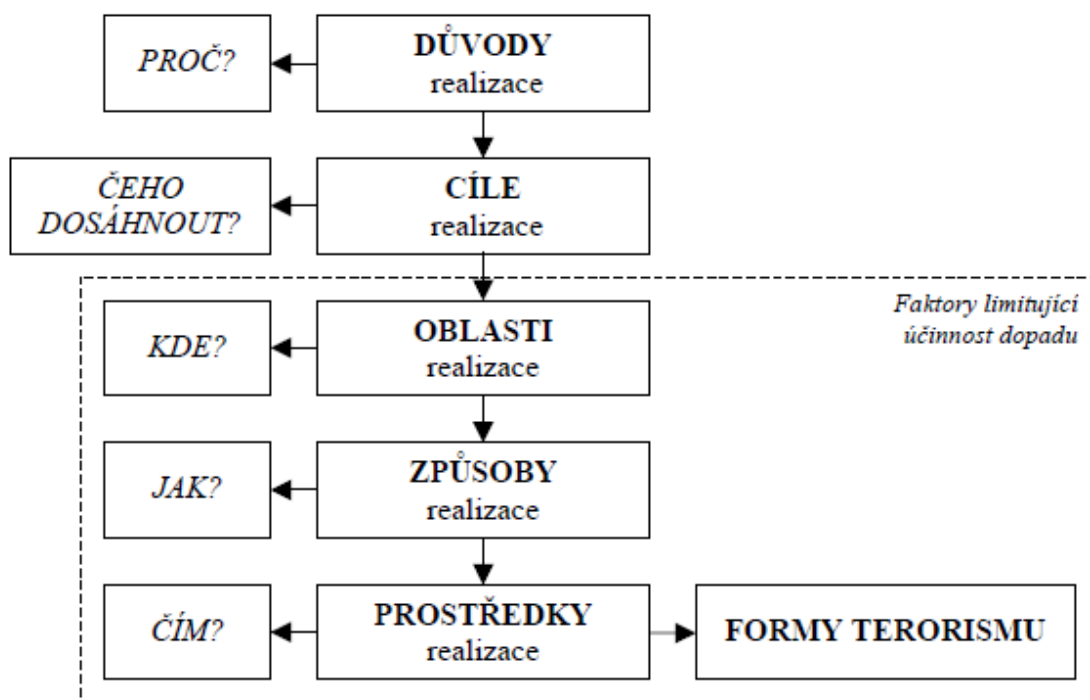 PROČ?
DŮVODY
realizace
ČEHO
DOSÁHNOUT?
CÍLE
realizace
Faktory limitující
účinnost dopadu
KDE?
OBLASTI
realizace
JAK?
ZPŮSOBY
realizace
ČÍM?
PROSTŘEDKY
realizace
FORMY TERORISMU